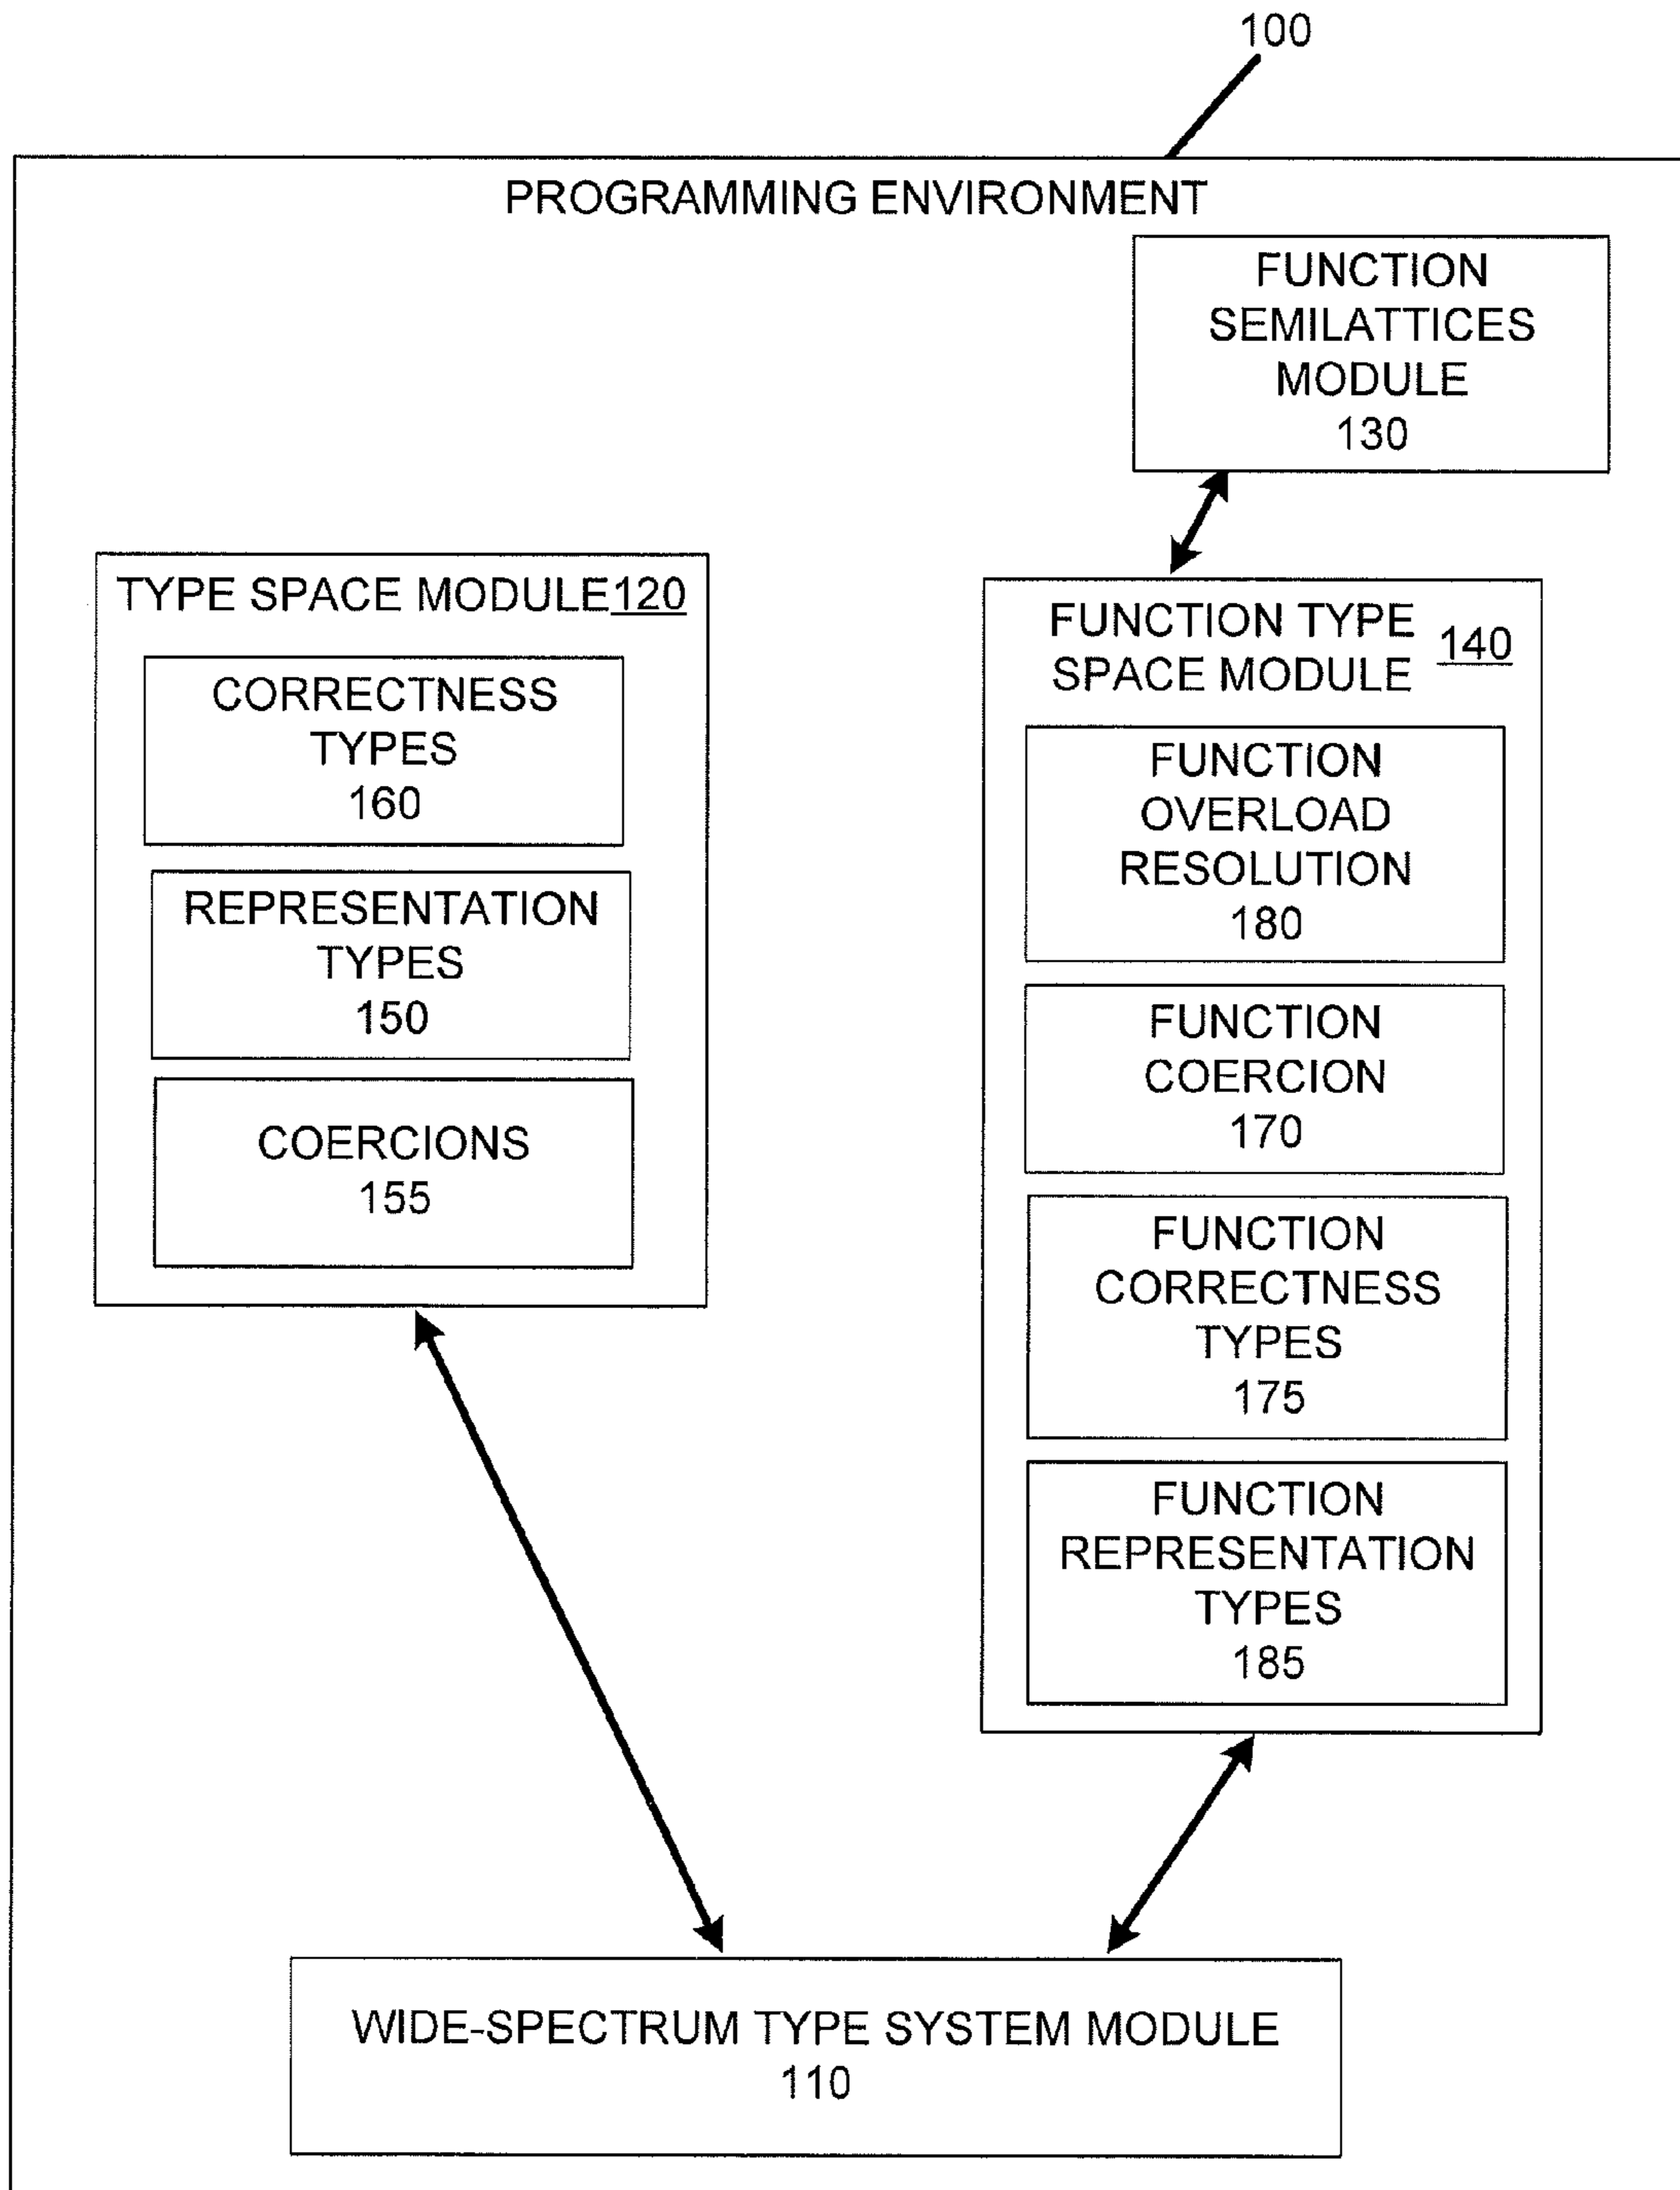 100
PROGRAMMING ENVIRONMENT
FUNCTION
SEMILATTICES
MODULE
130
TYPE SPACE MODULE 120
CORRECTNESS
TYPES
160
REPRESENTATION
TYPES
150
COERCIONS
155
FUNCTION TYPE
SPACE MODULE
140
FUNCTION
OVERLOAD
RESOLUTION
180
FUNCTION
COERCION
170
FUNCTION
CORRECTNESS
TYPES
175
FUNCTION
REPRESENTATION
TYPES
185
WIDE-SPECTRUM TYPE SYSTEM MODULE
110